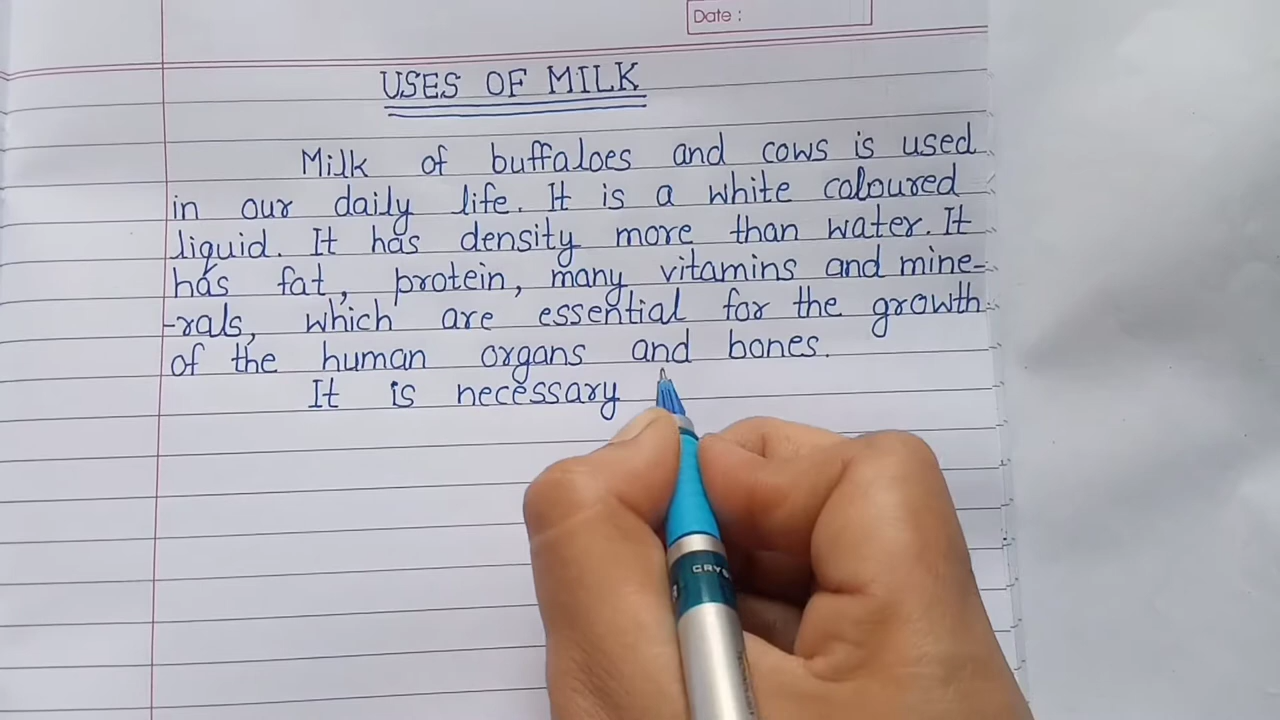 Date :
USES OF MILK
Milk of buffaloes and cows is used
in our daily life. It is a white coloured
liquid. It has density more than water. It
has fat, protein, many vitamins and mine-
-rals, which are essential for the growth
of the human organs and bones.
It is necessary
CRYS